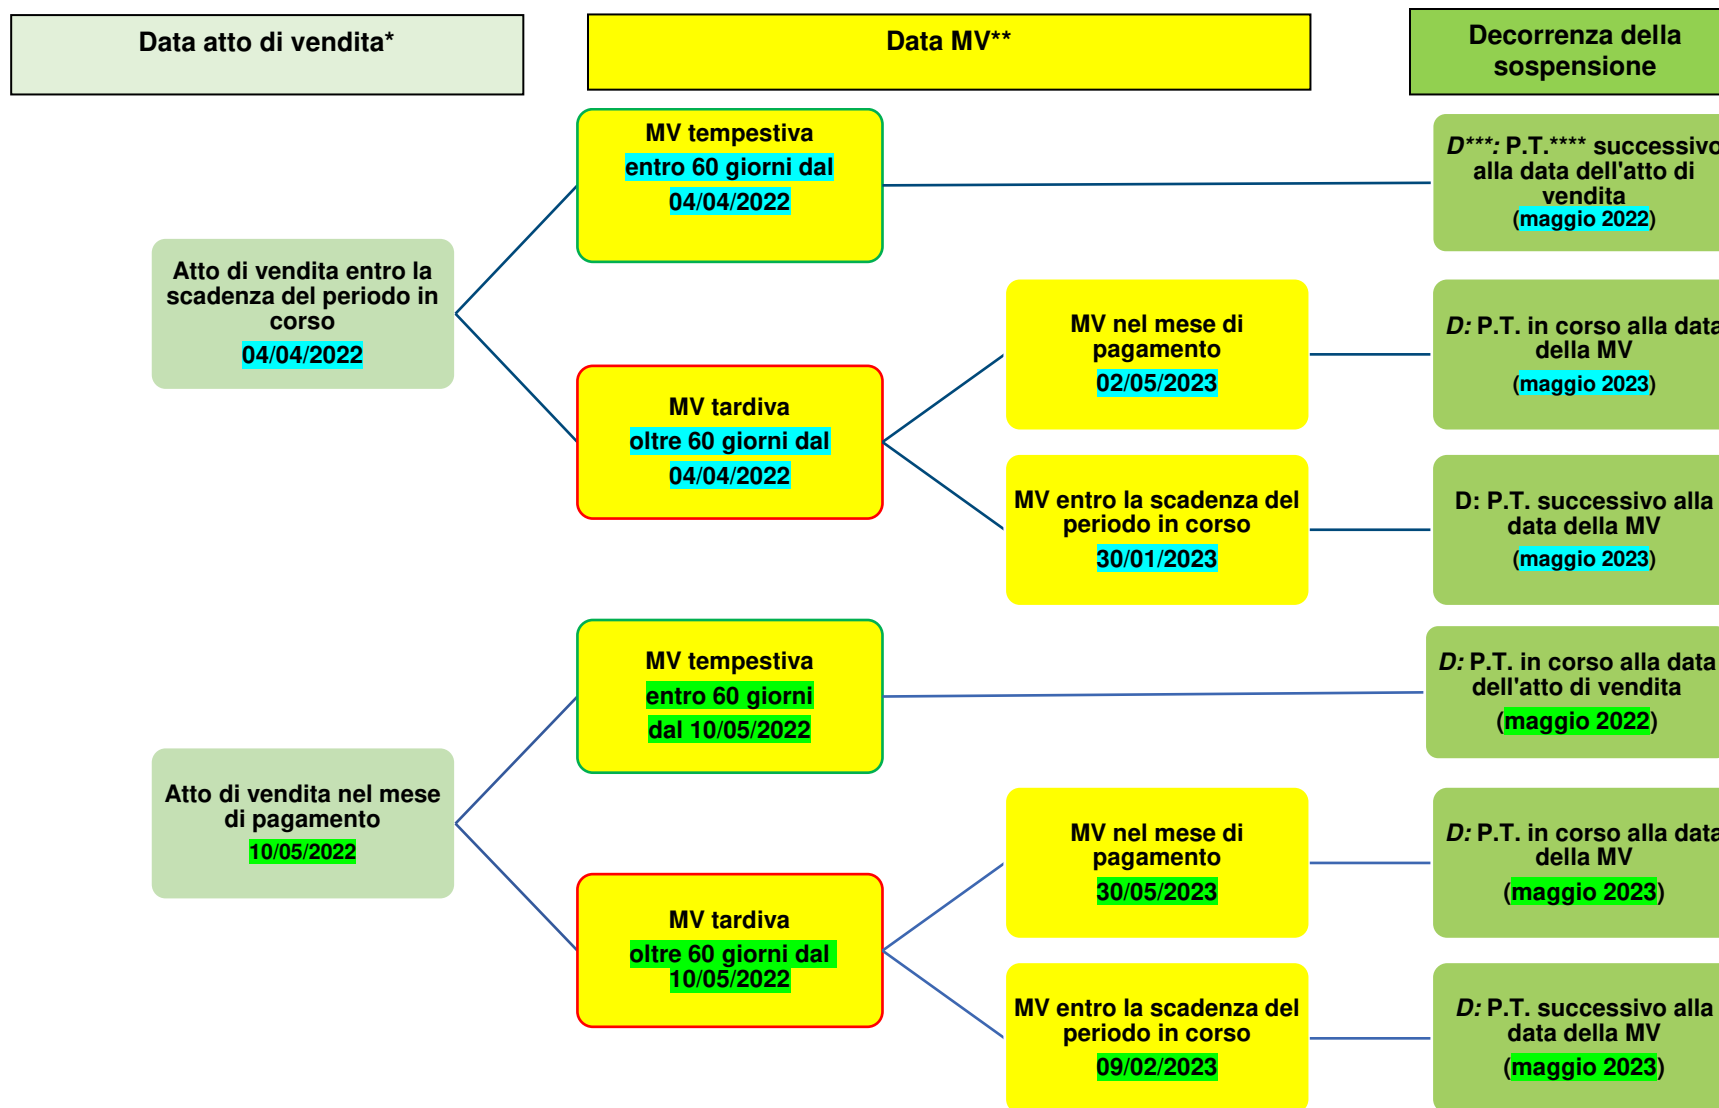 Data atto di vendita*
Data MV**
Decorrenza della
sospensione
MV tempestiva
entro 60 giorni dal
04/04/2022
D***: P.T.**** successivo
alla data dell'atto di
vendita
(maggio 2022)
Atto di vendita entro la
scadenza del periodo in
corso
04/04/2022
MV nel mese di
pagamento
02/05/2023
D: P.T. in corso alla data
della MV
(maggio 2023)
MV tardiva
oltre 60 giorni dal
04/04/2022
MV entro la scadenza del
periodo in corso
30/01/2023
D: P.T. successivo alla
data della MV
(maggio 2023)
MV tempestiva
entro 60 giorni
dal 10/05/2022
D: P.T. in corso alla data
dell'atto di vendita
(maggio 2022)
Atto di vendita nel mese
di pagamento
10/05/2022
MV nel mese di
pagamento
30/05/2023
D: P.T. in corso alla data
della MV
(maggio 2023)
MV tardiva
oltre 60 giorni dal
10/05/2022
MV entro la scadenza del
periodo in corso
09/02/2023
D: P.T. successivo alla
data della MV
(maggio 2023)